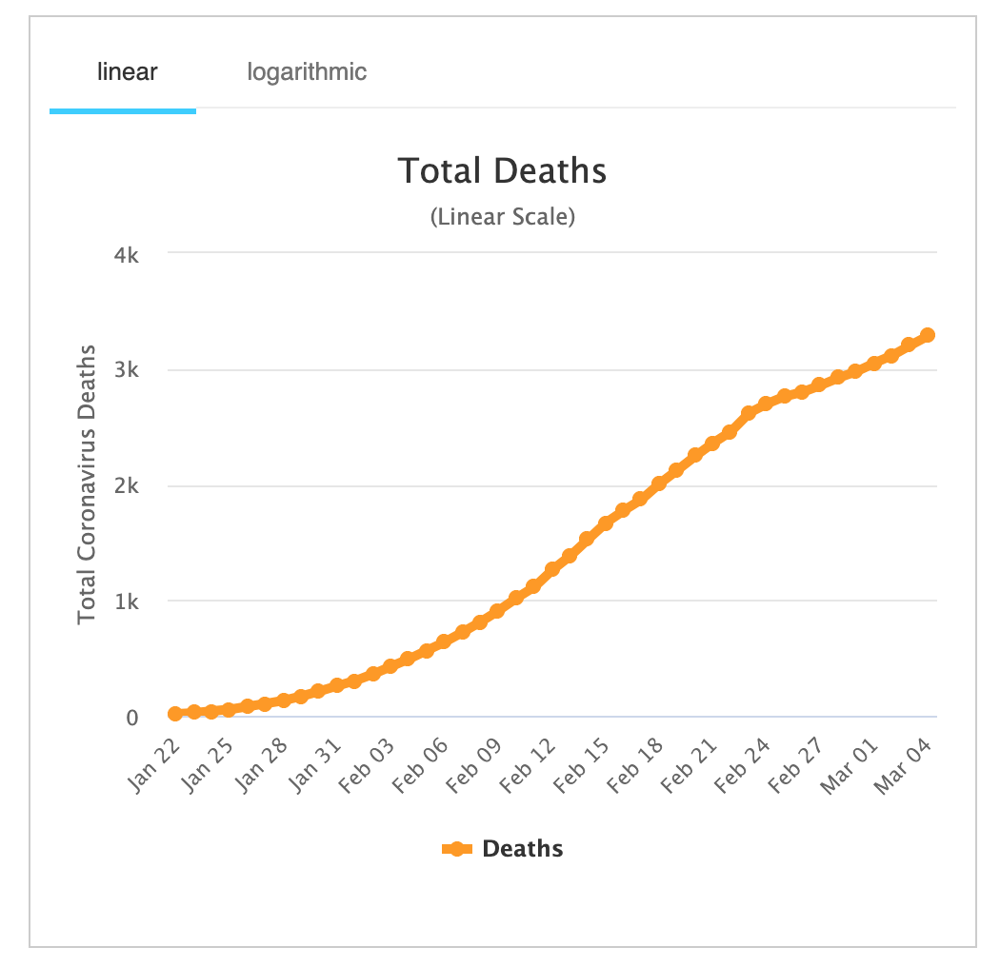 linear logarithmic
Total Deaths
(Linear Scale)
Total Coronavirus Deaths
4k
3k
2k
1k
0
Jan 22 Jan 25 Jan 28 Jan 31 Feb 03 Feb 06 Feb 09 Feb 12 Feb 15 Feb 18 Feb 21 Feb 24 Feb 27 Mar 01 Mar 04
Deaths